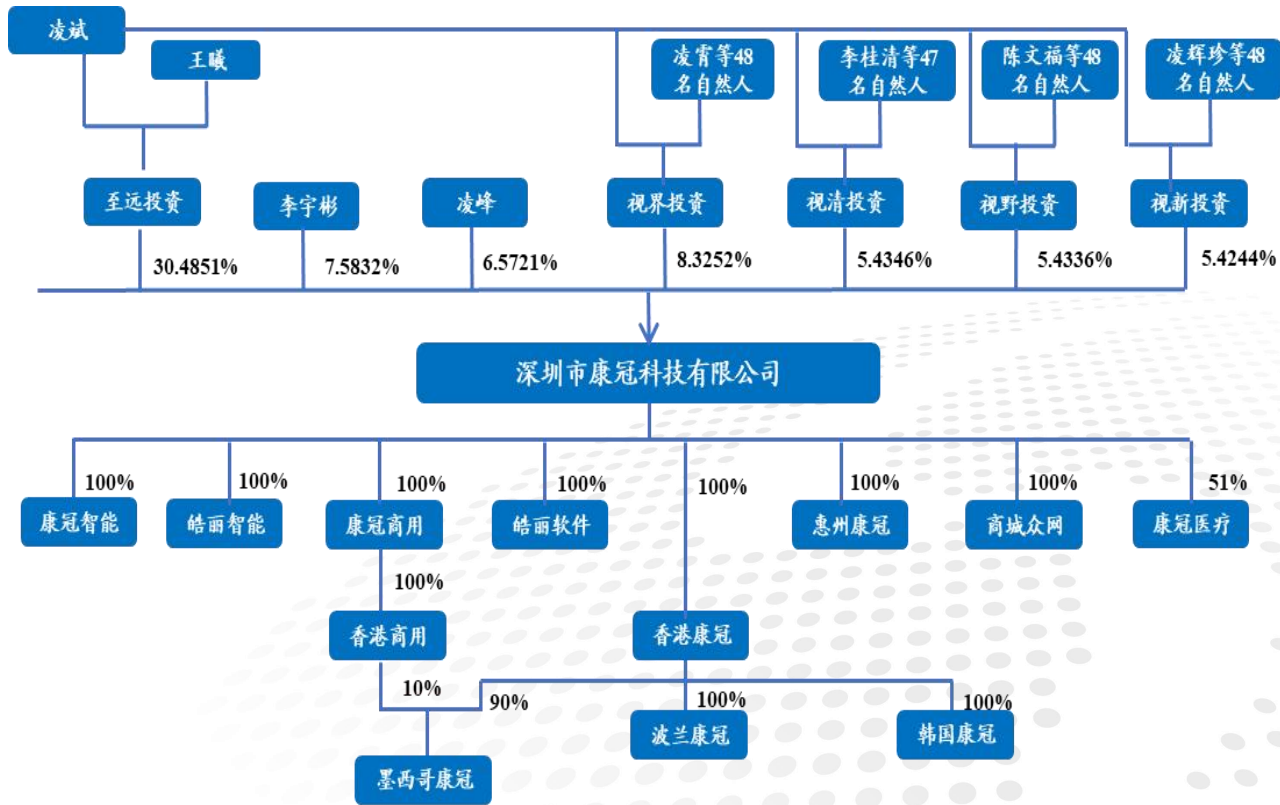 凌斌
王曦
凌霄等48
名自然人
李桂清等47
名自然人
陈文福等48
名自然人
凌辉珍等48
名自然人
至远投资
李宇彬
凌峰
视界投资
视清投资
视野投资
视新投资
30.4851%
7.5832%
6.5721%
8.3252%
5.4346%
5.4336%
5.4244%
深圳市康冠科技有限公司
100%
100%
100%
100%
100%
100%
100%
51%
康冠智能
皓丽智能
康冠商用
皓丽软件
惠州康冠
商城众网
康冠医疗
100%
香港商用
香港康冠
10%
90%
100%
100%
波兰康冠
韩国康冠
墨西哥康冠